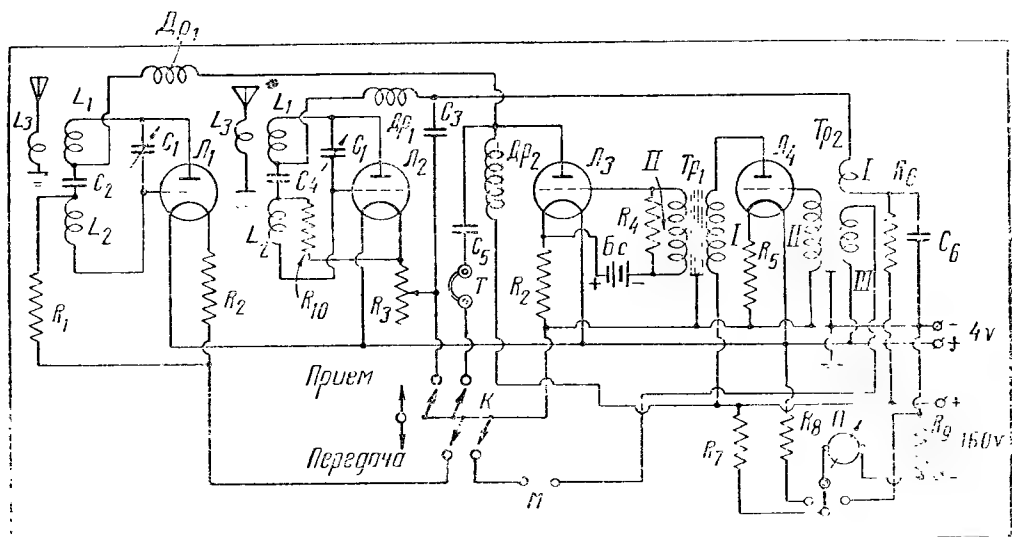 Др₁
L₃
L₁
C₁
Л₁
C₂
L₂
R₁
R₂
L₃
L₁
C₁
Др₁
Л₂
C₃
C₄
L₂
R₁₀
R₃
Др₂
C₅
Т
Л₃
R₂
Бс
+
−
R₄
II
Тр₁
I
Л₄
R₅
II
Тр₂
I
III
R₆
C₆
− 4v
+
Прием
К
Передача
М
R₇
R₈
П
R₉
+
160v
−